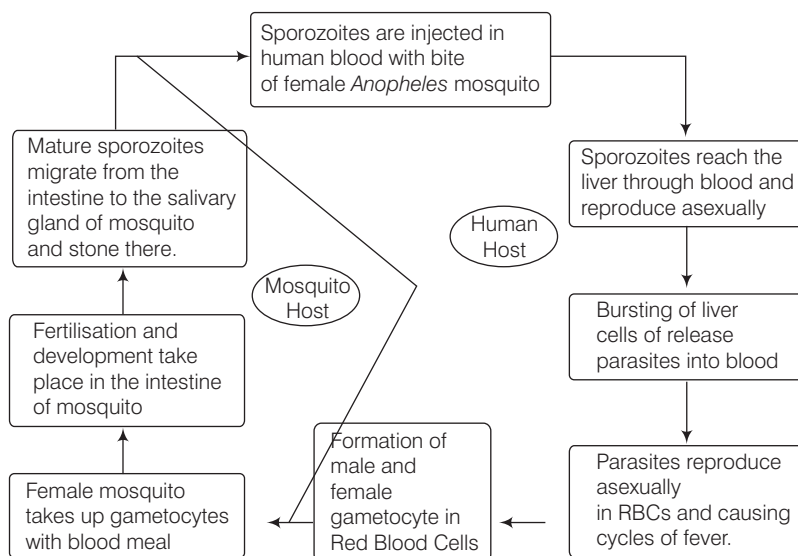 Sporozoites are injected in
human blood with bite
of female Anopheles mosquito
Sporozoites reach the
liver through blood and
reproduce asexually
Bursting of liver
cells of release
parasites into blood
Parasites reproduce
asexually
in RBCs and causing
cycles of fever.
Formation of
male and
female
gametocyte in
Red Blood Cells
Female mosquito
takes up gametocytes
with blood meal
Fertilisation and
development take
place in the intestine
of mosquito
Mature sporozoites
migrate from the
intestine to the salivary
gland of mosquito
and stone there.
Mosquito
Host
Human
Host